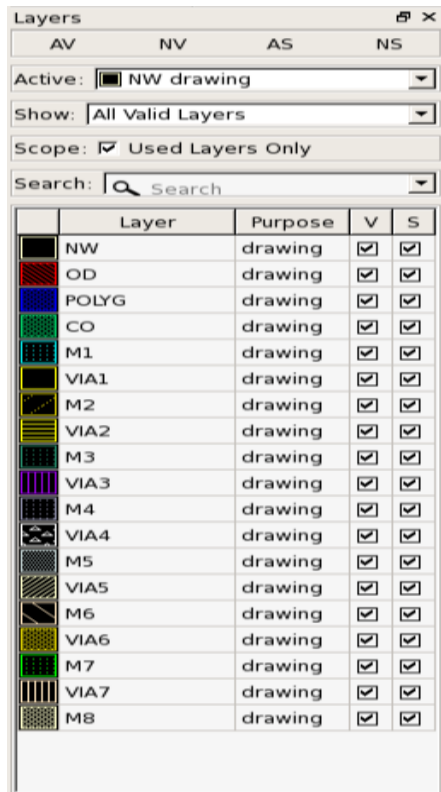 Layers
AV NV AS NS
Active: NW drawing
Show: All Valid Layers
Scope: Used Layers Only
Search: Search
Layer Purpose V S
NW drawing
OD drawing
POLYG drawing
CO drawing
M1 drawing
VIA1 drawing
M2 drawing
VIA2 drawing
M3 drawing
VIA3 drawing
M4 drawing
VIA4 drawing
M5 drawing
VIA5 drawing
M6 drawing
VIA6 drawing
M7 drawing
VIA7 drawing
M8 drawing